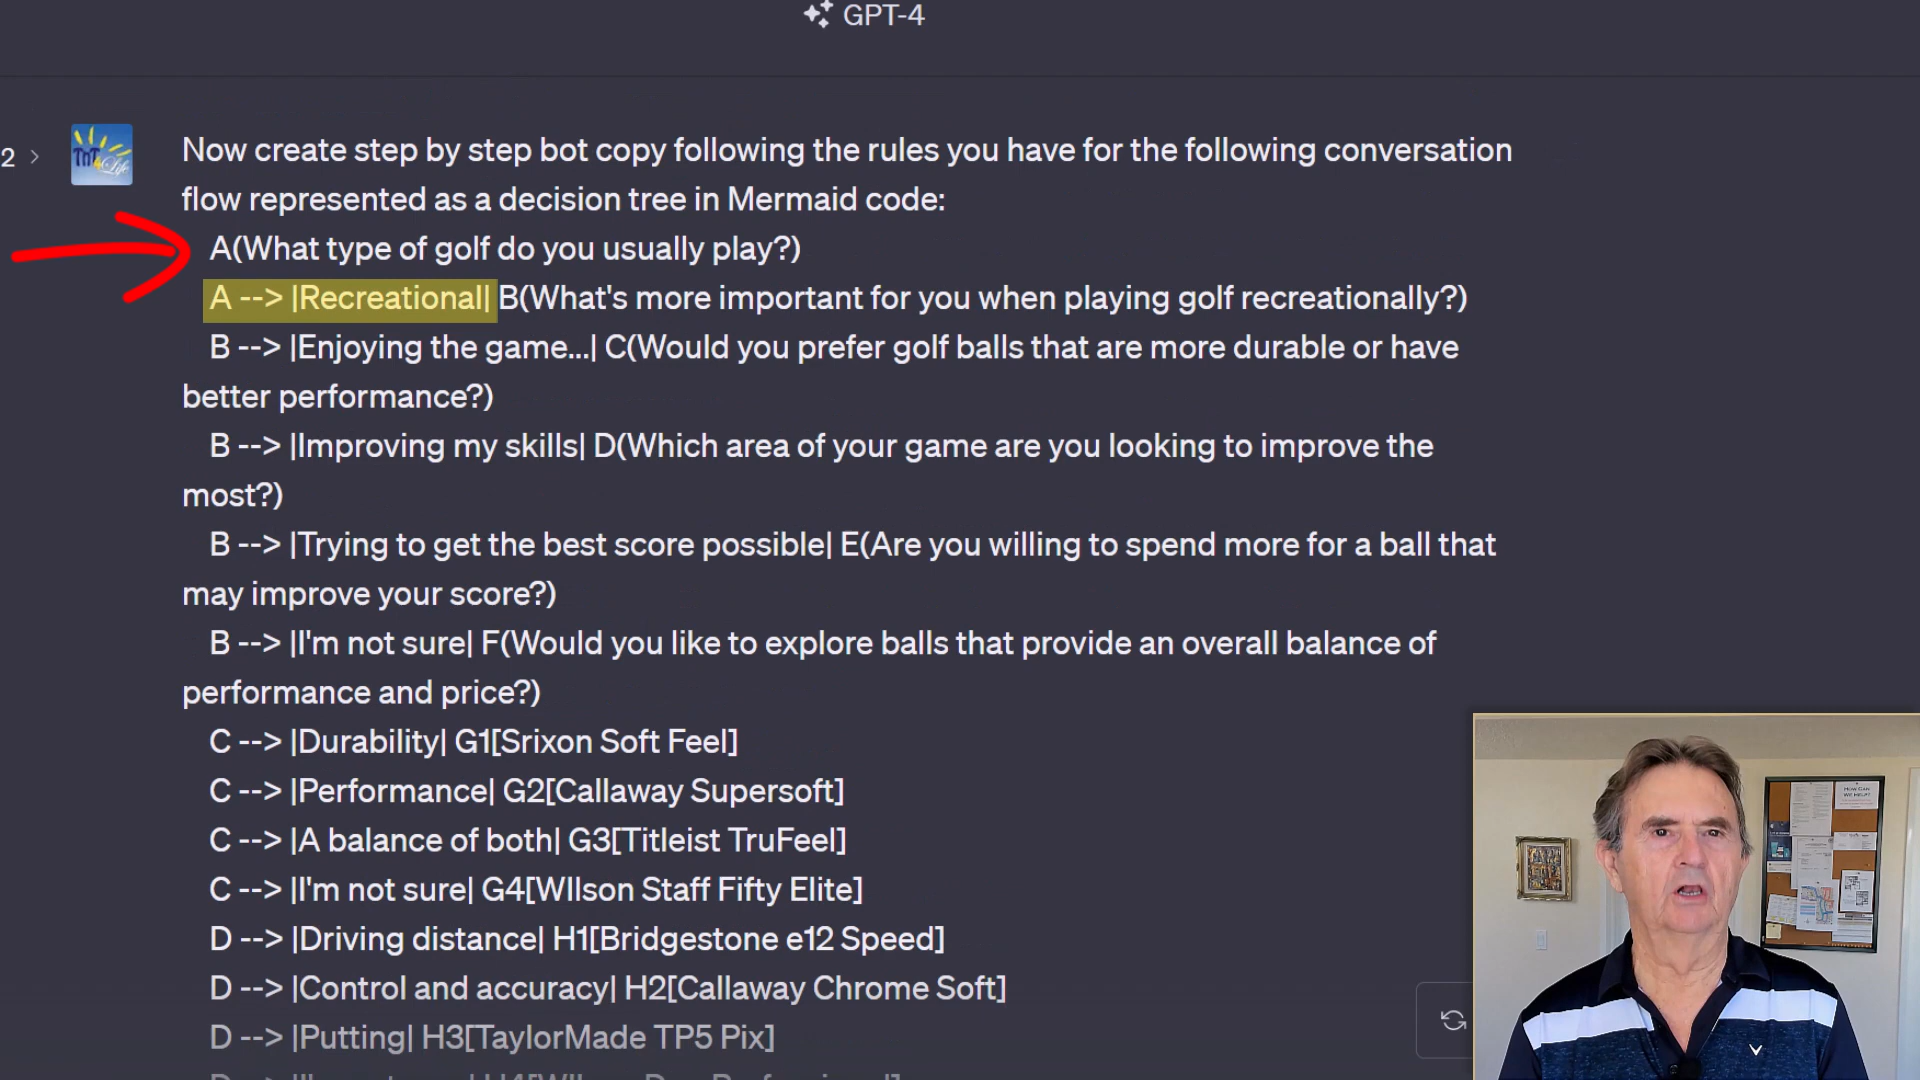 GPT-4
2
TNT
Life
Now create step by step bot copy following the rules you have for the following conversation
flow represented as a decision tree in Mermaid code:
A(What type of golf do you usually play?)
A --> |Recreational| B(What's more important for you when playing golf recreationally?)
B --> |Enjoying the game...| C(Would you prefer golf balls that are more durable or have
better performance?)
B --> |Improving my skills| D(Which area of your game are you looking to improve the
most?)
B --> |Trying to get the best score possible| E(Are you willing to spend more for a ball that
may improve your score?)
B --> |I'm not sure| F(Would you like to explore balls that provide an overall balance of
performance and price?)
C --> |Durability| G1[Srixon Soft Feel]
C --> |Performance| G2[Callaway Supersoft]
C --> |A balance of both| G3[Titleist TruFeel]
C --> |I'm not sure| G4[WIlson Staff Fifty Elite]
D --> |Driving distance| H1[Bridgestone e12 Speed]
D --> |Control and accuracy| H2[Callaway Chrome Soft]
D --> |Putting| H3[TaylorMade TP5 Pix]
HOW CAN
WE HELP?